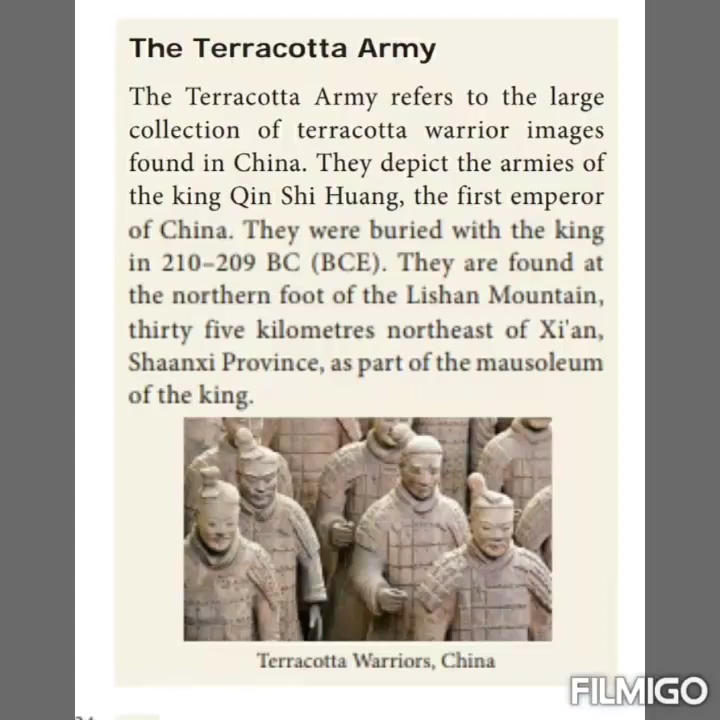 The Terracotta Army
The Terracotta Army refers to the large
collection of terracotta warrior images
found in China. They depict the armies of
the king Qin Shi Huang, the first emperor
of China. They were buried with the king
in 210–209 BC (BCE). They are found at
the northern foot of the Lishan Mountain,
thirty five kilometres northeast of Xi'an,
Shaanxi Province, as part of the mausoleum
of the king.
Terracotta Warriors, China
FILMIGO